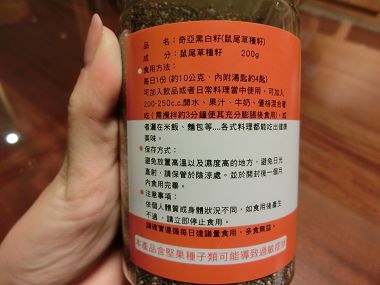 品　名：奇亞黑白籽(鼠尾草種籽)
成　分：鼠尾草種籽　200g
●食用方法：
每日1份(約10公克，內附湯匙約4匙)
可加入飲品或者日常料理當中使用，可加入
200-250c.c.開水、果汁、牛奶、優格混合著
吃(需攪拌約3分鐘使其充分膨脹後食用)，或
者灑在米飯、麵包等....各式料理都能吃出健康
美味。
●保存方式：
避免放置高溫以及濕度高的地方，避免日光
直射，請保管於陰涼處。並於開封後一個月
內食用完畢。
●注意事項：
依個人體質或身體狀況不同，如食用後產生
不適，請立即停止食用。
請確實遵循每日建議量食用，多食無益。
本產品含堅果種子類可能導致過敏症狀